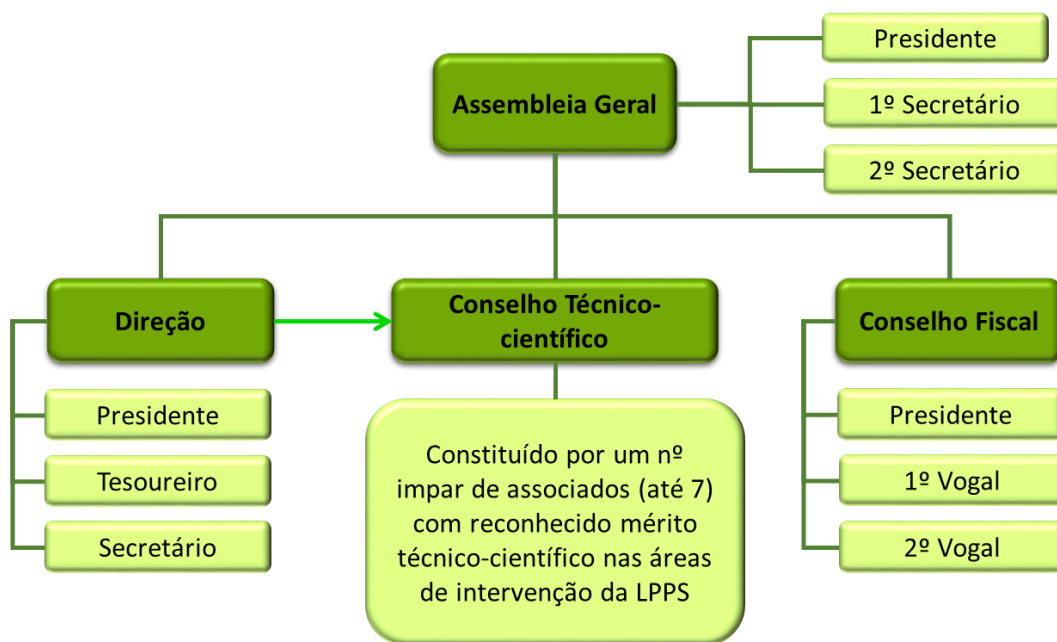 Assembleia Geral
Presidente
1º Secretário
2º Secretário
Direção
Presidente
Tesoureiro
Secretário
Conselho Técnico-
científico
Constituído por um nº
impar de associados (até 7)
com reconhecido mérito
técnico-científico nas áreas
de intervenção da LPPS
Conselho Fiscal
Presidente
1º Vogal
2º Vogal